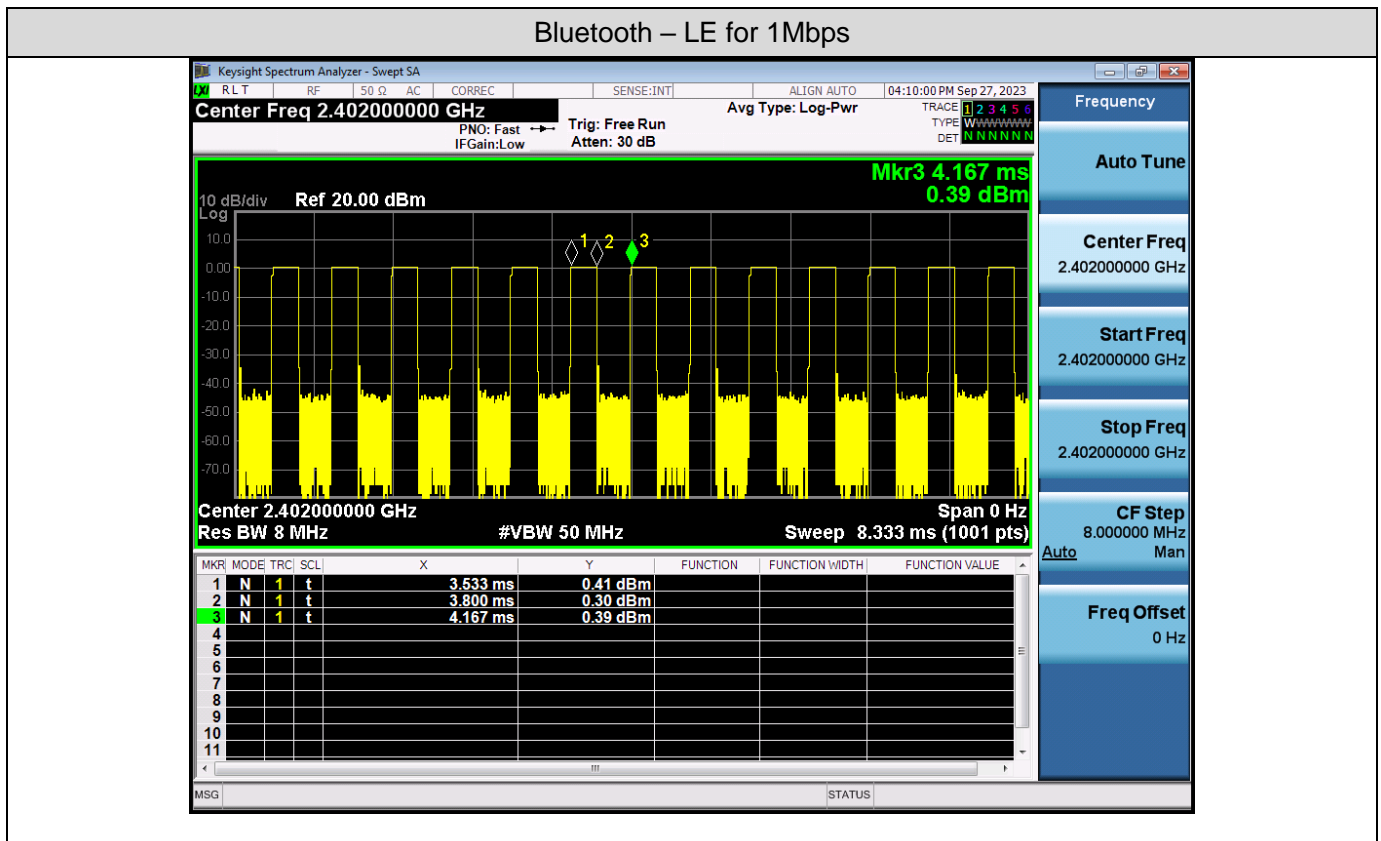 Bluetooth – LE for 1Mbps
Keysight Spectrum Analyzer - Swept SA
LXI RLT RF 50 Ω AC CORREC SENSE:INT ALIGN AUTO 04:10:00 PM Sep 27, 2023
Center Freq 2.402000000 GHz
PNO: Fast
IFGain:Low
Trig: Free Run
Atten: 30 dB
Avg Type: Log-Pwr
TRACE 1 2 3 4 5 6
TYPE WWWWWW
DET N N N N N N
Mkr3 4.167 ms
0.39 dBm
10 dB/div Ref 20.00 dBm
Log
10.0
0.00
-10.0
-20.0
-30.0
-40.0
-50.0
-60.0
-70.0
1 2 3
Center 2.402000000 GHz Span 0 Hz
Res BW 8 MHz #VBW 50 MHz Sweep 8.333 ms (1001 pts)
MKR MODE TRC SCL X Y FUNCTION FUNCTION WIDTH FUNCTION VALUE
1 N 1 t 3.533 ms 0.41 dBm
2 N 1 t 3.800 ms 0.30 dBm
3 N 1 t 4.167 ms 0.39 dBm
4
5
6
7
8
9
10
11
MSG STATUS
Frequency
Auto Tune
Center Freq
2.402000000 GHz
Start Freq
2.402000000 GHz
Stop Freq
2.402000000 GHz
CF Step
8.000000 MHz
Auto Man
Freq Offset
0 Hz